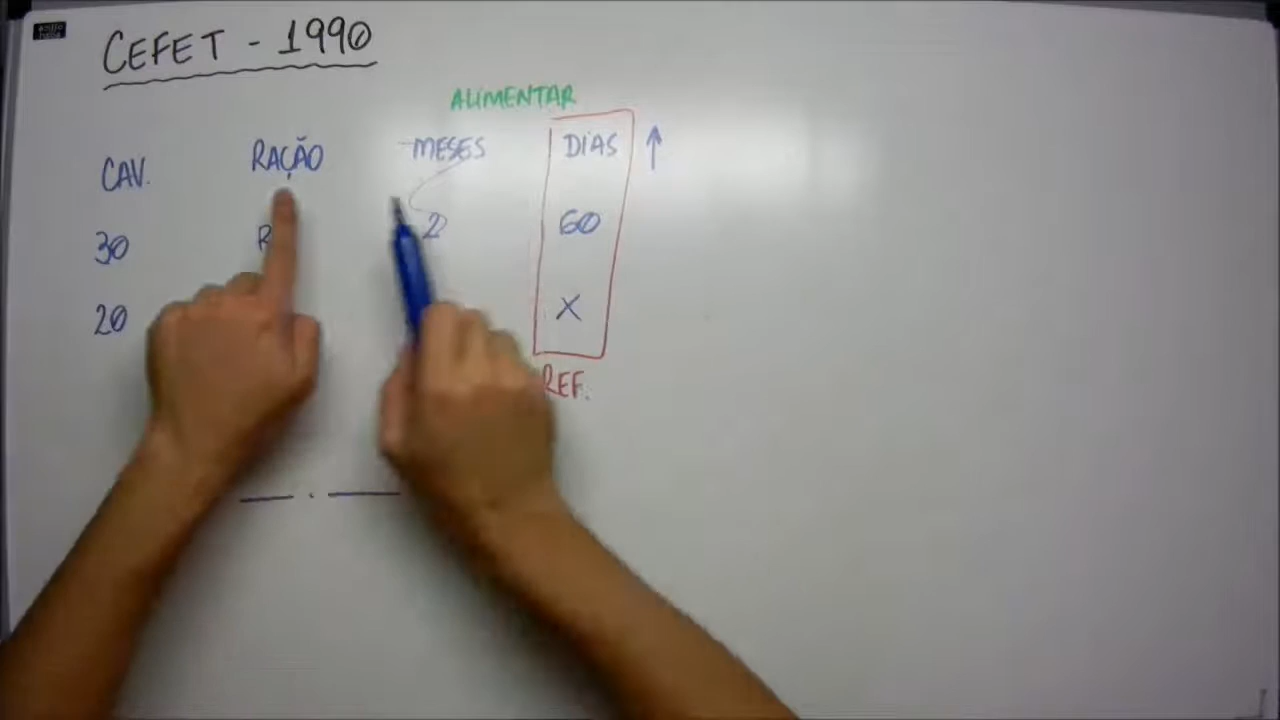 CEFET - 1990
ALIMENTAR
CAV. RAÇÃO MESES DIAS
30 R 2 60
20 X
REF.